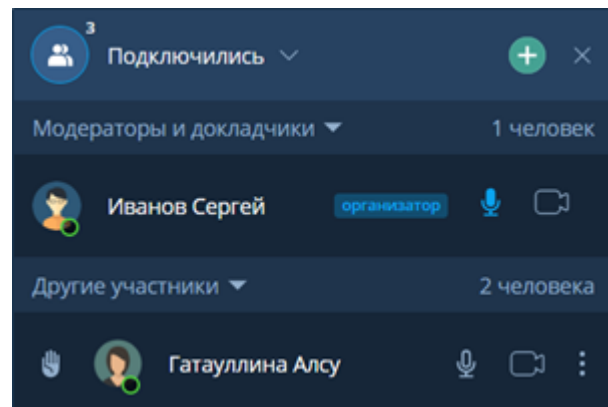 3
Подключились
Модераторы и докладчики 1 человек
Иванов Сергей организатор
Другие участники 2 человека
Гатауллина Алсу